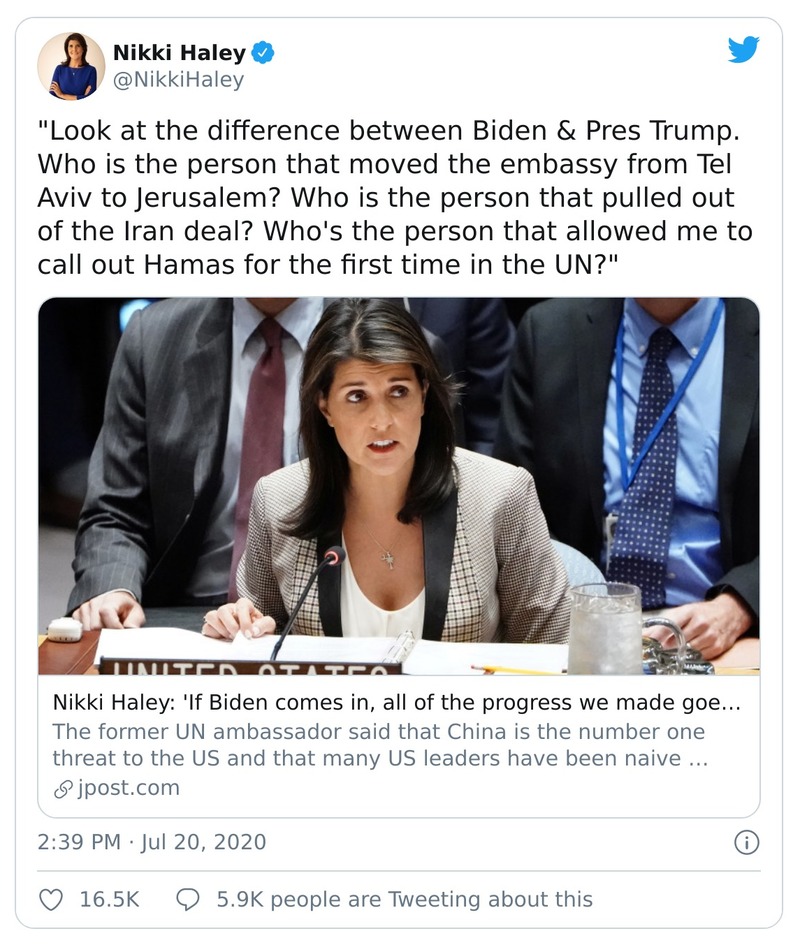 Nikki Haley
@NikkiHaley
"Look at the difference between Biden & Pres Trump.
Who is the person that moved the embassy from Tel
Aviv to Jerusalem? Who is the person that pulled out
of the Iran deal? Who's the person that allowed me to
call out Hamas for the first time in the UN?"
UNITED STATES
Nikki Haley: 'If Biden comes in, all of the progress we made goe...
The former UN ambassador said that China is the number one
threat to the US and that many US leaders have been naive ...
jpost.com
2:39 PM · Jul 20, 2020
16.5K
5.9K people are Tweeting about this